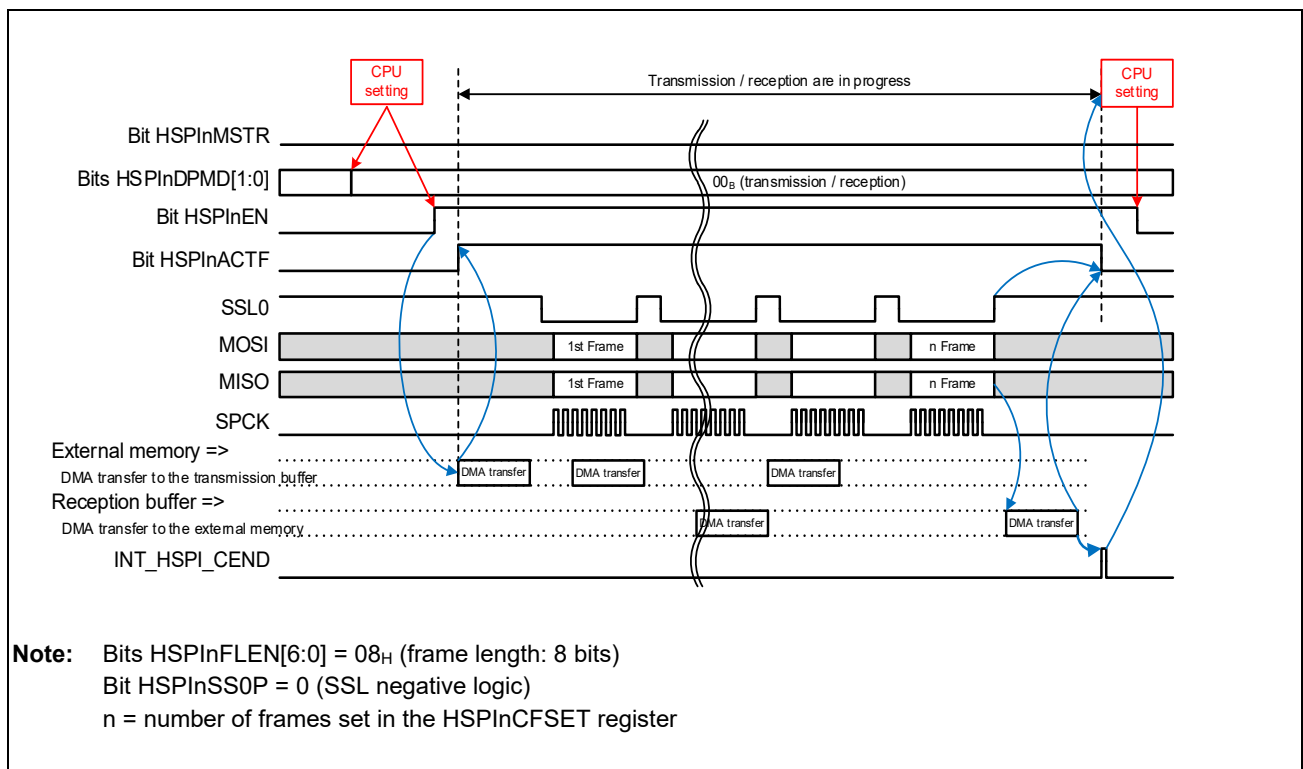 CPU
setting
Transmission / reception are in progress
CPU
setting
Bit HSPInMSTR
Bits HSPInDPMD[1:0]
00B (transmission / reception)
Bit HSPInEN
Bit HSPInACTF
SSL0
MOSI
1st Frame
n Frame
MISO
1st Frame
n Frame
SPCK
External memory =>
DMA transfer to the transmission buffer
DMA transfer
DMA transfer
DMA transfer
Reception buffer =>
DMA transfer to the external memory
DMA transfer
DMA transfer
INT_HSPI_CEND
Note: Bits HSPInFLEN[6:0] = 08H (frame length: 8 bits)
Bit HSPInSS0P = 0 (SSL negative logic)
n = number of frames set in the HSPInCFSET register